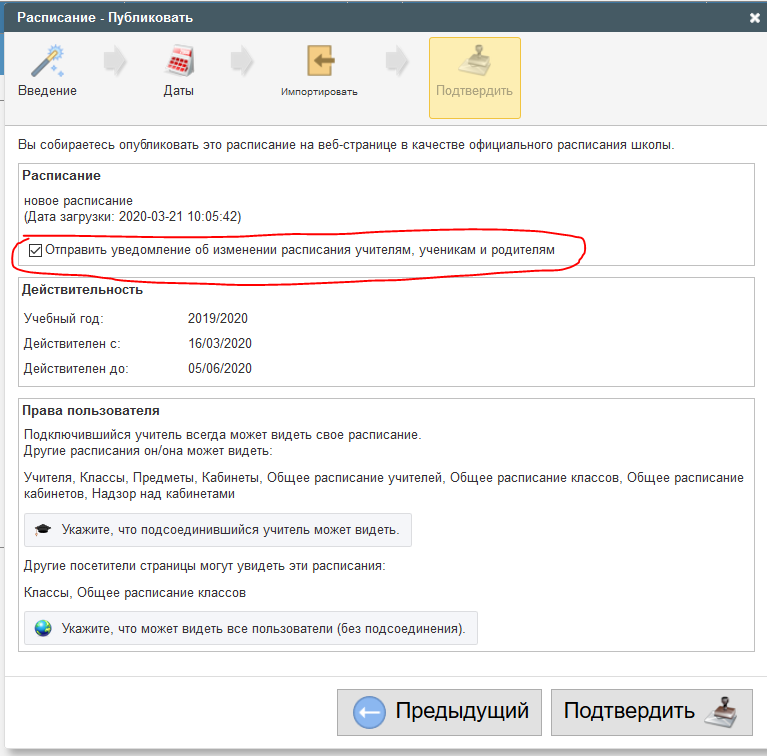 Расписание - Публиковать
Введение
Даты
Импортировать
Подтвердить
Вы собираетесь опубликовать это расписание на веб-странице в качестве официального расписания школы.
Расписание
новое расписание
(Дата загрузки: 2020-03-21 10:05:42)
Отправить уведомление об изменении расписания учителям, ученикам и родителям
Действительность
Учебный год: 2019/2020
Действителен с: 16/03/2020
Действителен до: 05/06/2020
Права пользователя
Подключившийся учитель всегда может видеть свое расписание.
Другие расписания он/она может видеть:
Учителя, Классы, Предметы, Кабинеты, Общее расписание учителей, Общее расписание классов, Общее расписание
кабинетов, Надзор над кабинетами
Укажите, что подсоединившийся учитель может видеть.
Другие посетители страницы могут увидеть эти расписания:
Классы, Общее расписание классов
Укажите, что может видеть все пользователи (без подсоединения).
Предыдущий
Подтвердить